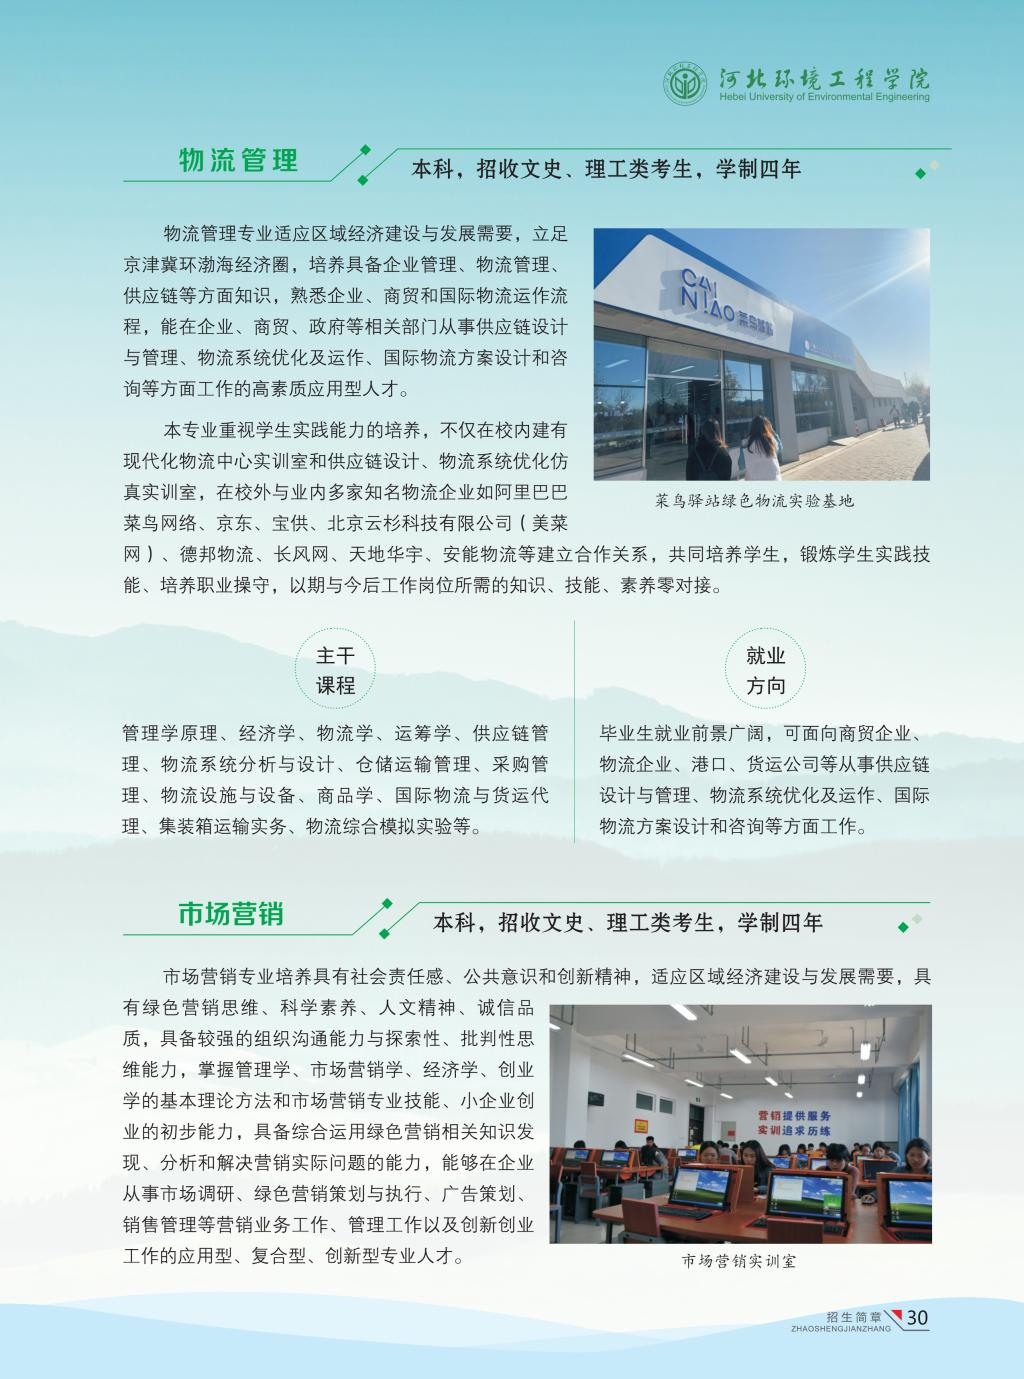 河北环境工程学院
Hebei University of Environmental Engineering
物流管理
本科，招收文史、理工类考生，学制四年
物流管理专业适应区域经济建设与发展需要，立足
京津冀环渤海经济圈，培养具备企业管理、物流管理、
供应链等方面知识，熟悉企业、商贸和国际物流运作流
程，能在企业、商贸、政府等相关部门从事供应链设计
与管理、物流系统优化及运作、国际物流方案设计和咨
询等方面工作的高素质应用型人才。
本专业重视学生实践能力的培养，不仅在校内建有
现代化物流中心实训室和供应链设计、物流系统优化仿
真实训室，在校外与业内多家知名物流企业如阿里巴巴
菜鸟网络、京东、宝供、北京云杉科技有限公司（美菜
网）、德邦物流、长风网、天地华宇、安能物流等建立合作关系，共同培养学生，锻炼学生实践技
能、培养职业操守，以期与今后工作岗位所需的知识、技能、素养零对接。
CAI
NIAO 菜鸟驿站
菜鸟驿站绿色物流实验基地
主干
课程
管理学原理、经济学、物流学、运筹学、供应链管
理、物流系统分析与设计、仓储运输管理、采购管
理、物流设施与设备、商品学、国际物流与货运代
理、集装箱运输实务、物流综合模拟实验等。
就业
方向
毕业生就业前景广阔，可面向商贸企业、
物流企业、港口、货运公司等从事供应链
设计与管理、物流系统优化及运作、国际
物流方案设计和咨询等方面工作。
市场营销
本科，招收文史、理工类考生，学制四年
市场营销专业培养具有社会责任感、公共意识和创新精神，适应区域经济建设与发展需要，具
有绿色营销思维、科学素养、人文精神、诚信品
质，具备较强的组织沟通能力与探索性、批判性思
维能力，掌握管理学、市场营销学、经济学、创业
学的基本理论方法和市场营销专业技能、小企业创
业的初步能力，具备综合运用绿色营销相关知识发
现、分析和解决营销实际问题的能力，能够在企业
从事市场调研、绿色营销策划与执行、广告策划、
销售管理等营销业务工作、管理工作以及创新创业
工作的应用型、复合型、创新型专业人才。
营销提供服务
实训追求历练
市场营销实训室
招生简章
ZHAOSHENGJIANZHANG
30